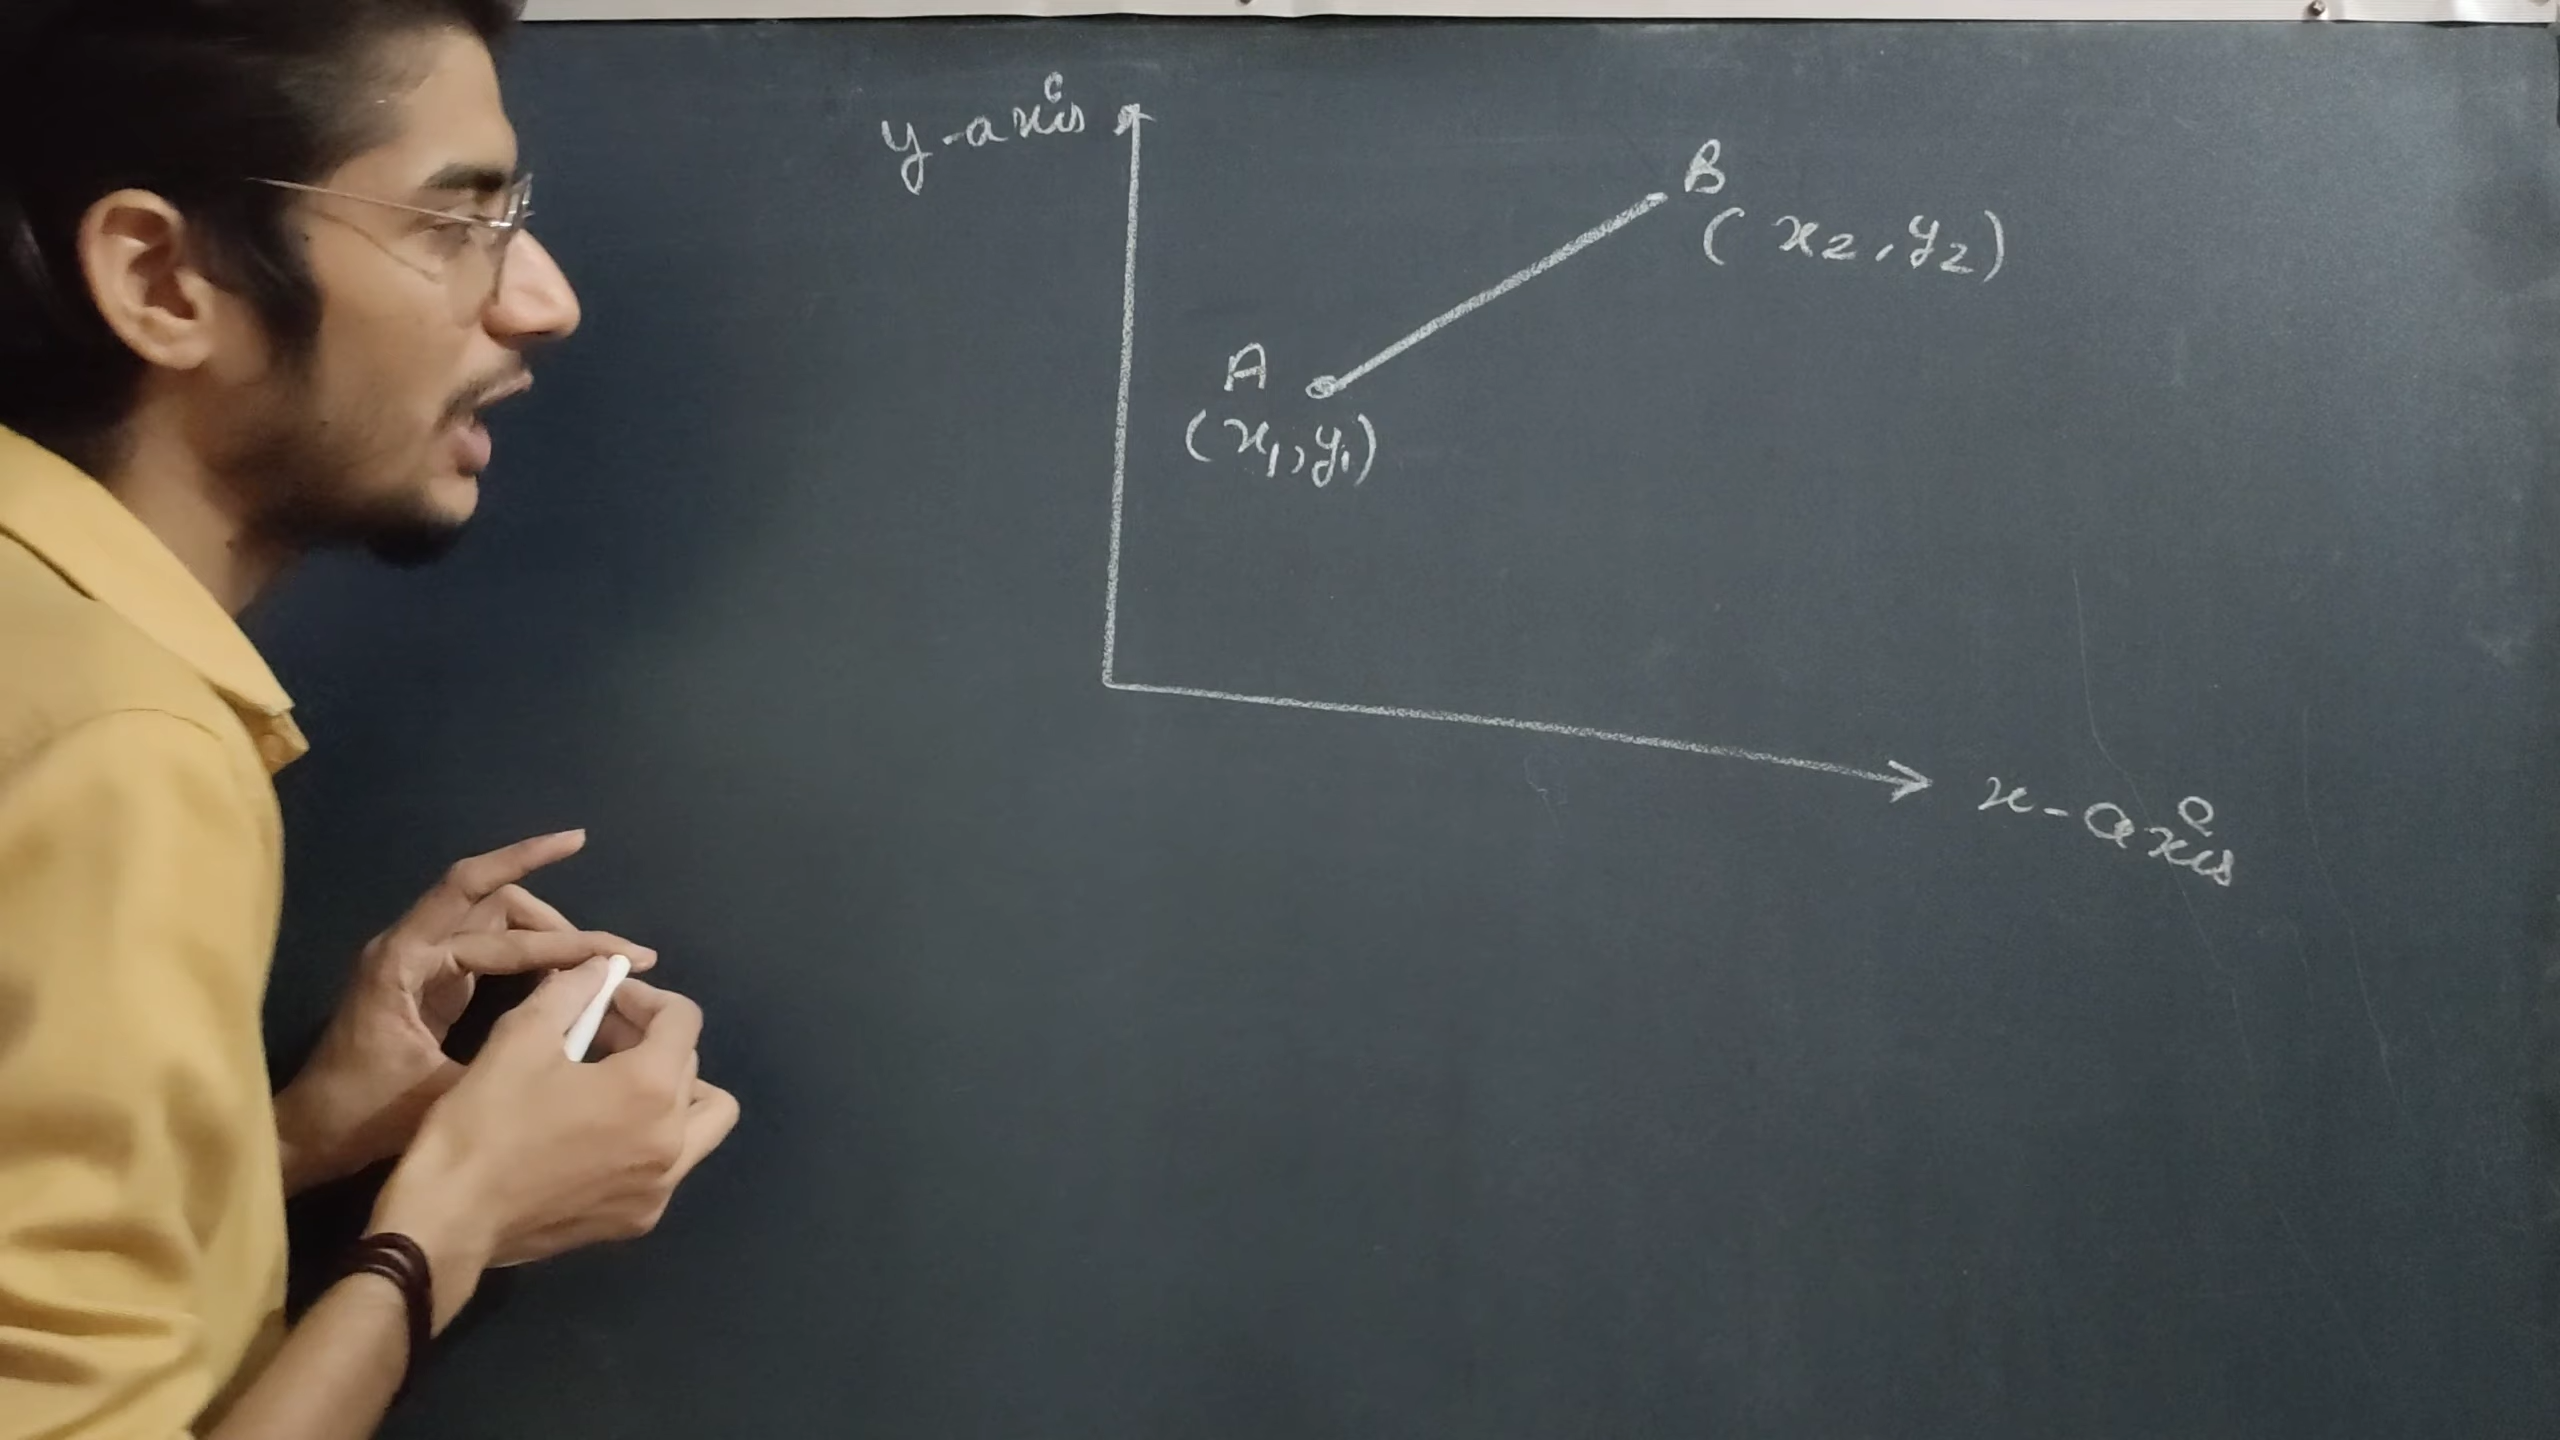 y-axis
B
(x2, y2)
A
(x1, y1)
x-axis